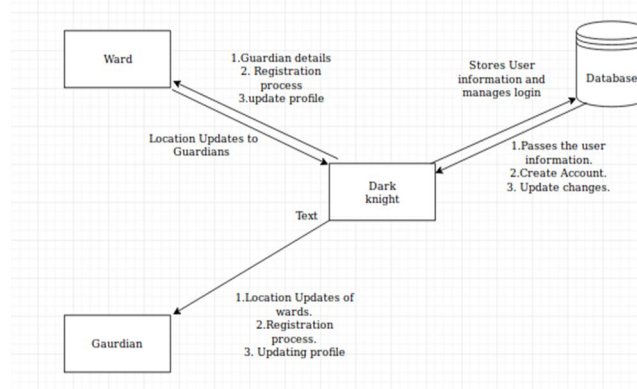 Ward
1.Guardian details
2. Registration
process
3.update profile
Location Updates to
Guardians
Stores User
information and
manages login
Database
1.Passes the user
information.
2.Create Account.
3. Update changes.
Dark
knight
Text
1.Location Updates of
wards.
2.Registration
process.
3. Updating profile
Gaurdian